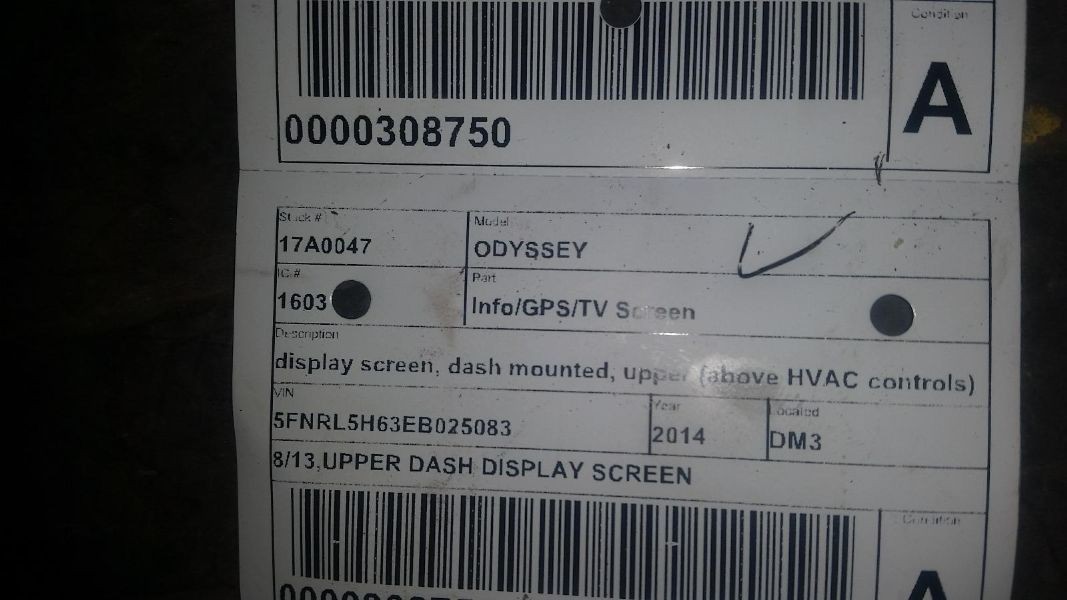 Condition
A
0000308750
Stock # Model
17A0047 ODYSSEY
IC # Part
1603 Info/GPS/TV Screen
Description
display screen, dash mounted, upper (above HVAC controls)
VIN Year Located
5FNRL5H63EB025083 2014 DM3
8/13,UPPER DASH DISPLAY SCREEN
Condition
A